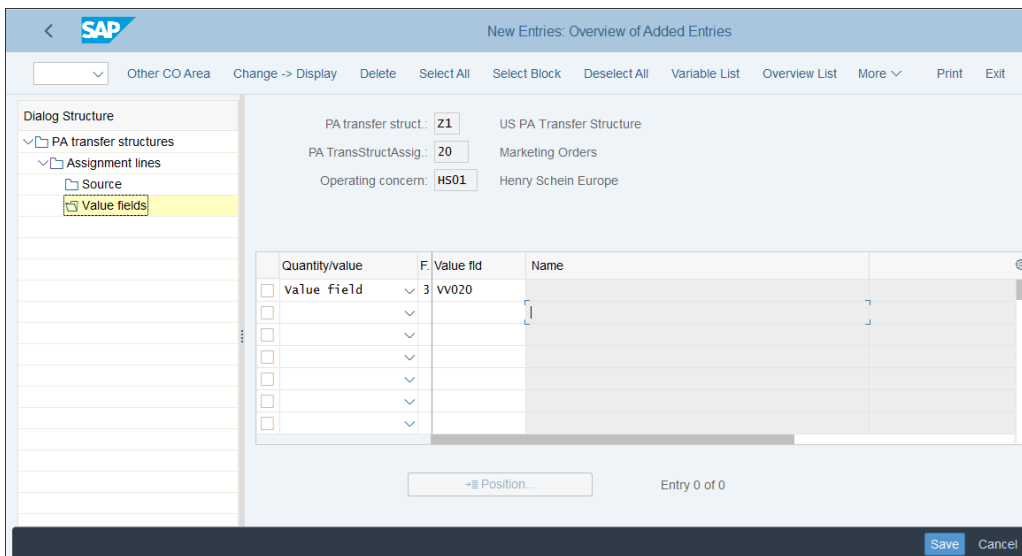 SAP New Entries: Overview of Added Entries
Other CO Area Change -> Display Delete Select All Select Block Deselect All Variable List Overview List More Print Exit
Dialog Structure
PA transfer structures
Assignment lines
Source
Value fields
PA transfer struct.: Z1 US PA Transfer Structure
PA TransStructAssig.: 20 Marketing Orders
Operating concern: HS01 Henry Schein Europe
Quantity/value F. Value fld Name
Value field 3 VV020
Position... Entry 0 of 0
Save Cancel